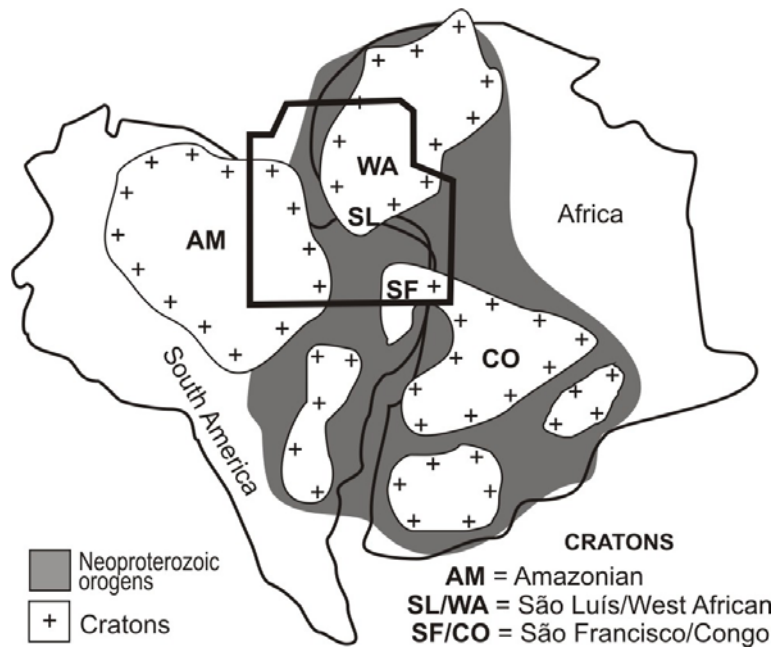 WA
SL
AM
Africa
SF
CO
South America
Neoproterozoic
orogens
Cratons
CRATONS
AM = Amazonian
SL/WA = São Luís/West African
SF/CO = São Francisco/Congo